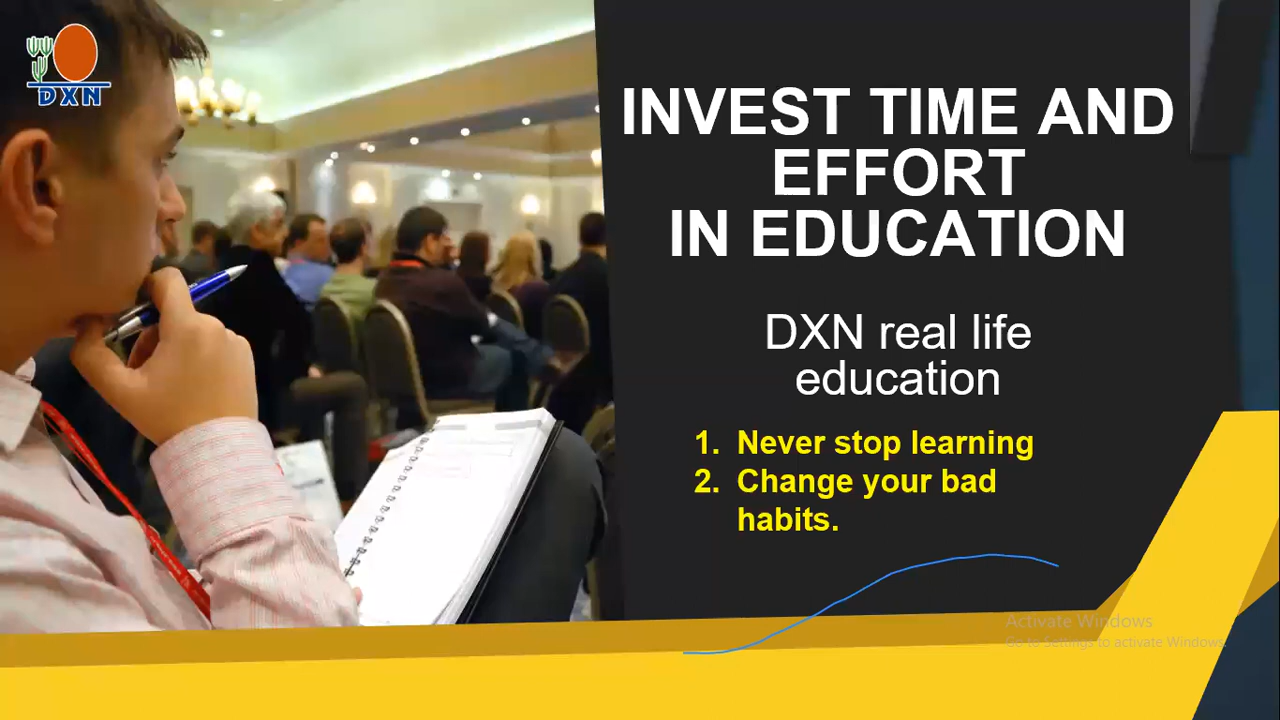 DXN
INVEST TIME AND
EFFORT
IN EDUCATION
DXN real life
education
1. Never stop learning
2. Change your bad
habits.
Activate Windows
Go to Settings to activate Windows.